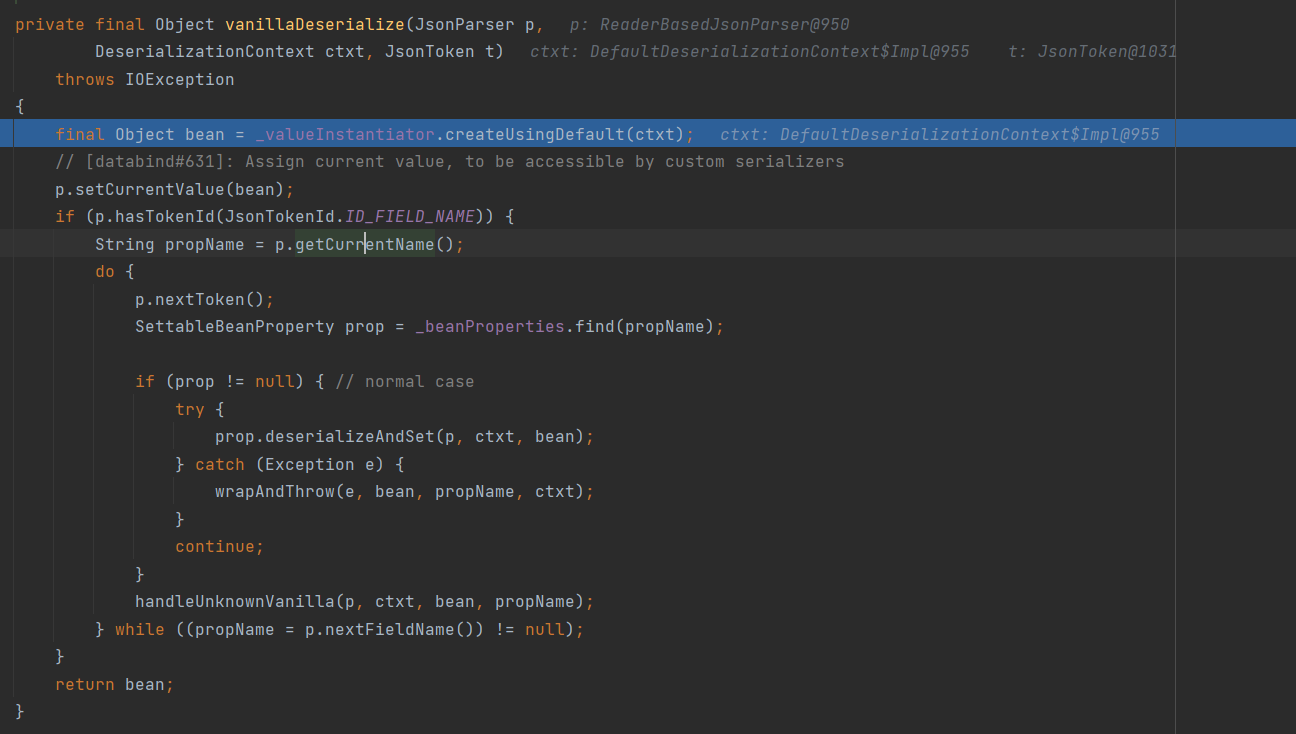 private final Object vanillaDeserialize(JsonParser p,   p: ReaderBasedJsonParser@950
        DeserializationContext ctxt, JsonToken t)   ctxt: DefaultDeserializationContext$Impl@955    t: JsonToken@1031
    throws IOException
{
    final Object bean = _valueInstantiator.createUsingDefault(ctxt);   ctxt: DefaultDeserializationContext$Impl@955
    // [databind#631]: Assign current value, to be accessible by custom serializers
    p.setCurrentValue(bean);
    if (p.hasTokenId(JsonTokenId.ID_FIELD_NAME)) {
        String propName = p.getCurrentName();
        do {
            p.nextToken();
            SettableBeanProperty prop = _beanProperties.find(propName);
            if (prop != null) { // normal case
                try {
                    prop.deserializeAndSet(p, ctxt, bean);
                } catch (Exception e) {
                    wrapAndThrow(e, bean, propName, ctxt);
                }
                continue;
            }
            handleUnknownVanilla(p, ctxt, bean, propName);
        } while ((propName = p.nextFieldName()) != null);
    }
    return bean;
}